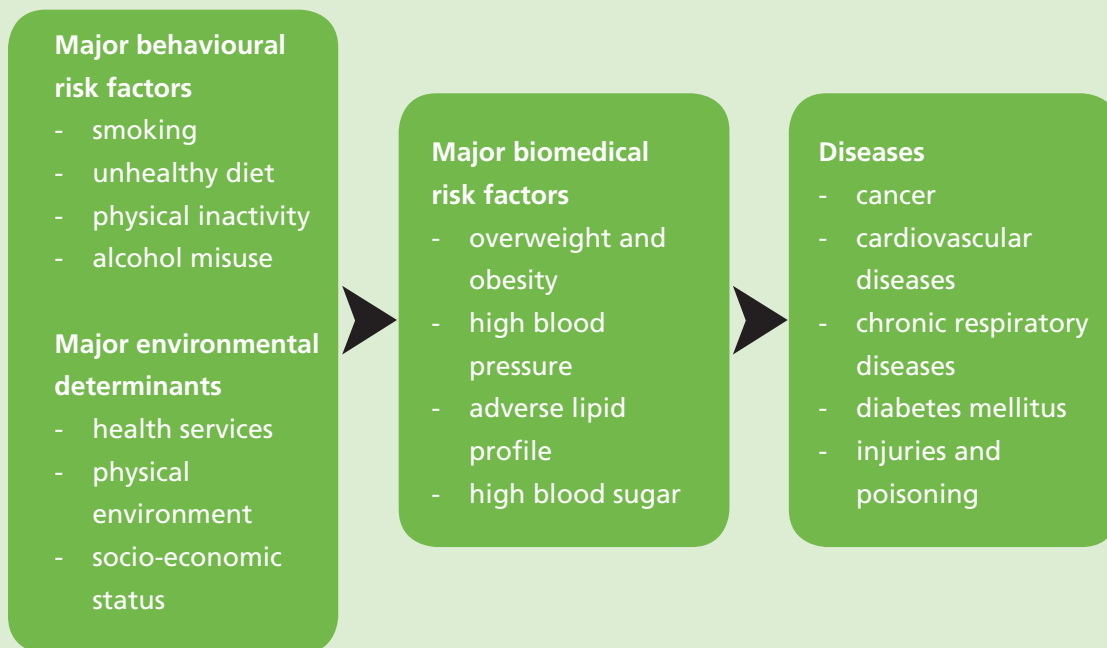 Major behavioural
risk factors
- smoking
- unhealthy diet
- physical inactivity
- alcohol misuse
Major environmental
determinants
- health services
- physical
environment
- socio-economic
status
Major biomedical
risk factors
- overweight and
obesity
- high blood
pressure
- adverse lipid
profile
- high blood sugar
Diseases
- cancer
- cardiovascular
diseases
- chronic respiratory
diseases
- diabetes mellitus
- injuries and
poisoning